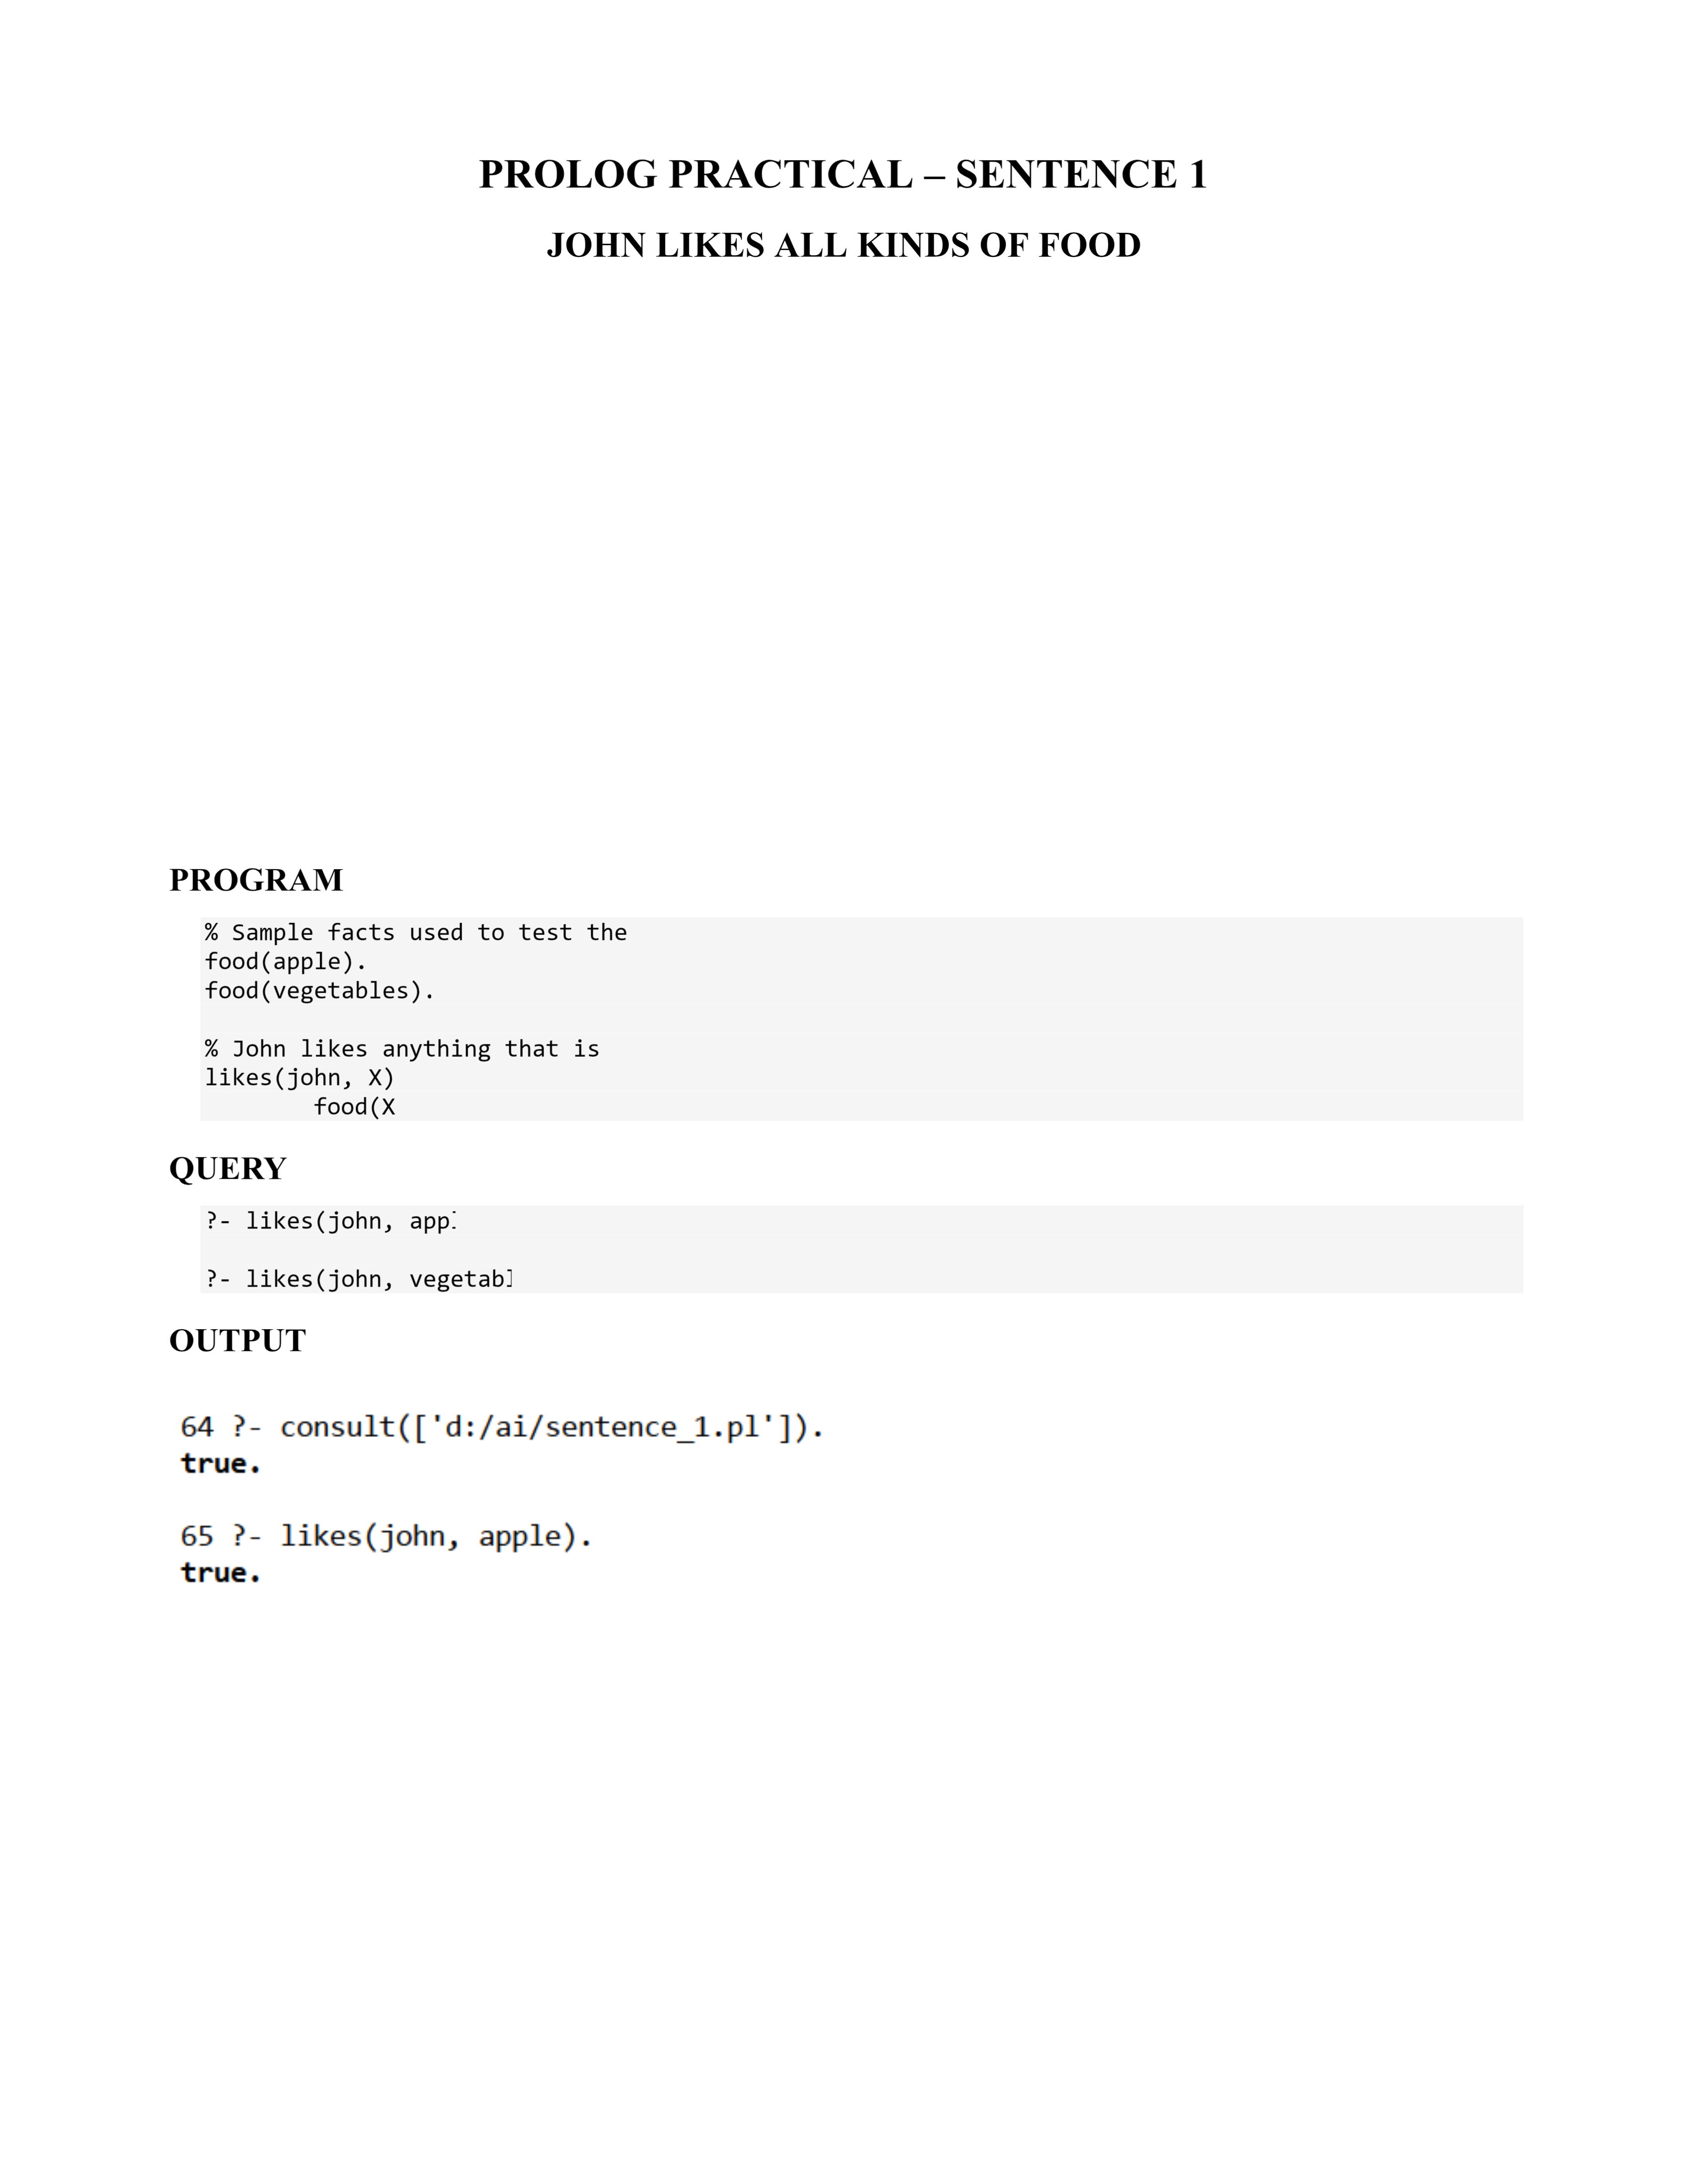 PROLOG PRACTICAL – SENTENCE 1
JOHN LIKES ALL KINDS OF FOOD
PROGRAM
% Sample facts used to test the
food(apple).
food(vegetables).
% John likes anything that is
likes(john, X)
food(X
QUERY
?- likes(john,
?- likes(john,
OUTPUT
64 ?- consult(['d:/ai/sentence_1.pl']).
true.
65 ?- likes(john, apple).
true.